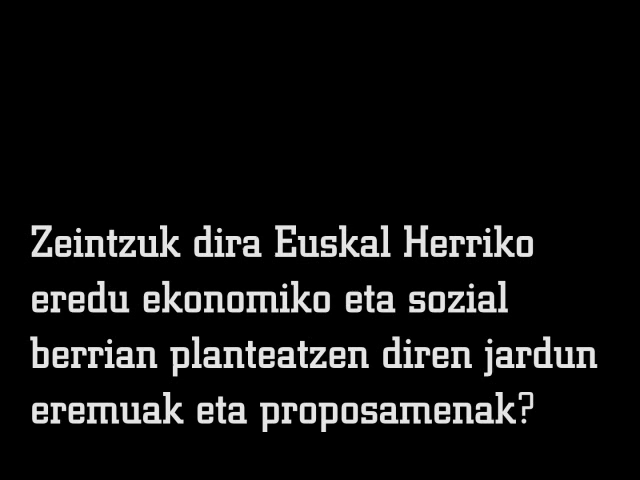 Zeintzuk dira Euskal Herriko
eredu ekonomiko eta sozial
berrian planteatzen diren jardun
eremuak eta proposamenak?